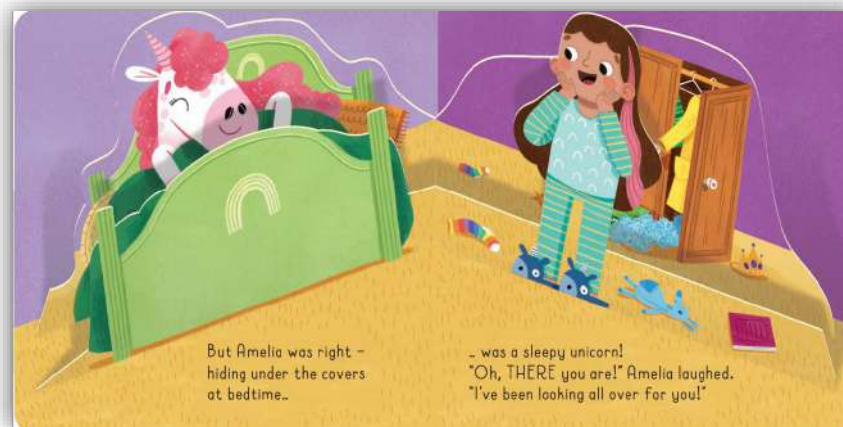 But Amelia was right –
hiding under the covers
at bedtime..
.. was a sleepy unicorn!
"Oh, THERE you are!" Amelia laughed.
"I've been looking all over for you!"